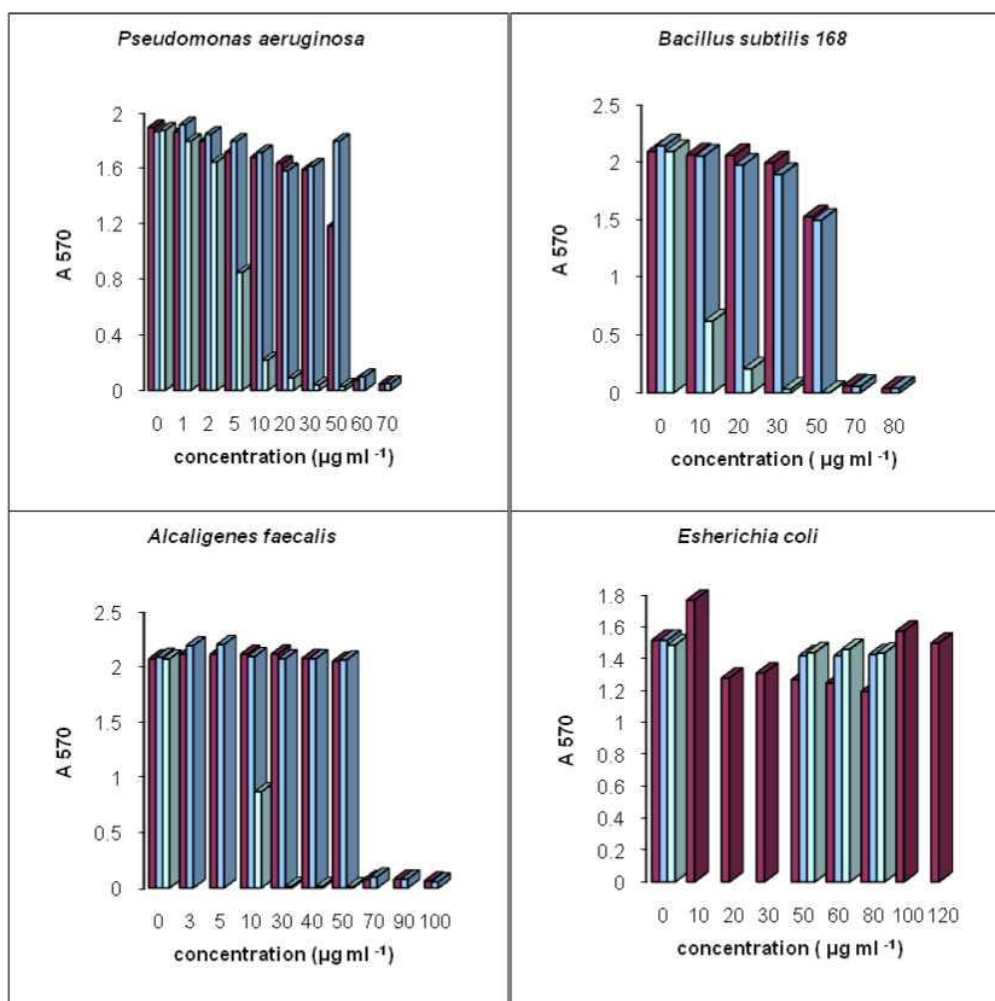 Pseudomonas aeruginosa
2
1.6
1.2
0.8
0.4
0
A 570
0 1 2 5 10 20 30 50 60 70
concentration (µg ml -1)
Bacillus subtilis 168
2.5
2
1.5
1
0.5
0
A 570
0 10 20 30 50 70 80
concentration ( µg ml -1)
Alcaligenes faecalis
2.5
2
1.5
1
0.5
0
A 570
0 3 5 10 30 40 50 70 90 100
concentration (µg ml -1)
Esherichia coli
1.8
1.6
1.4
1.2
1
0.8
0.6
0.4
0.2
0
A 570
0 10 20 30 50 60 80 100 120
concentration ( µg ml -1)